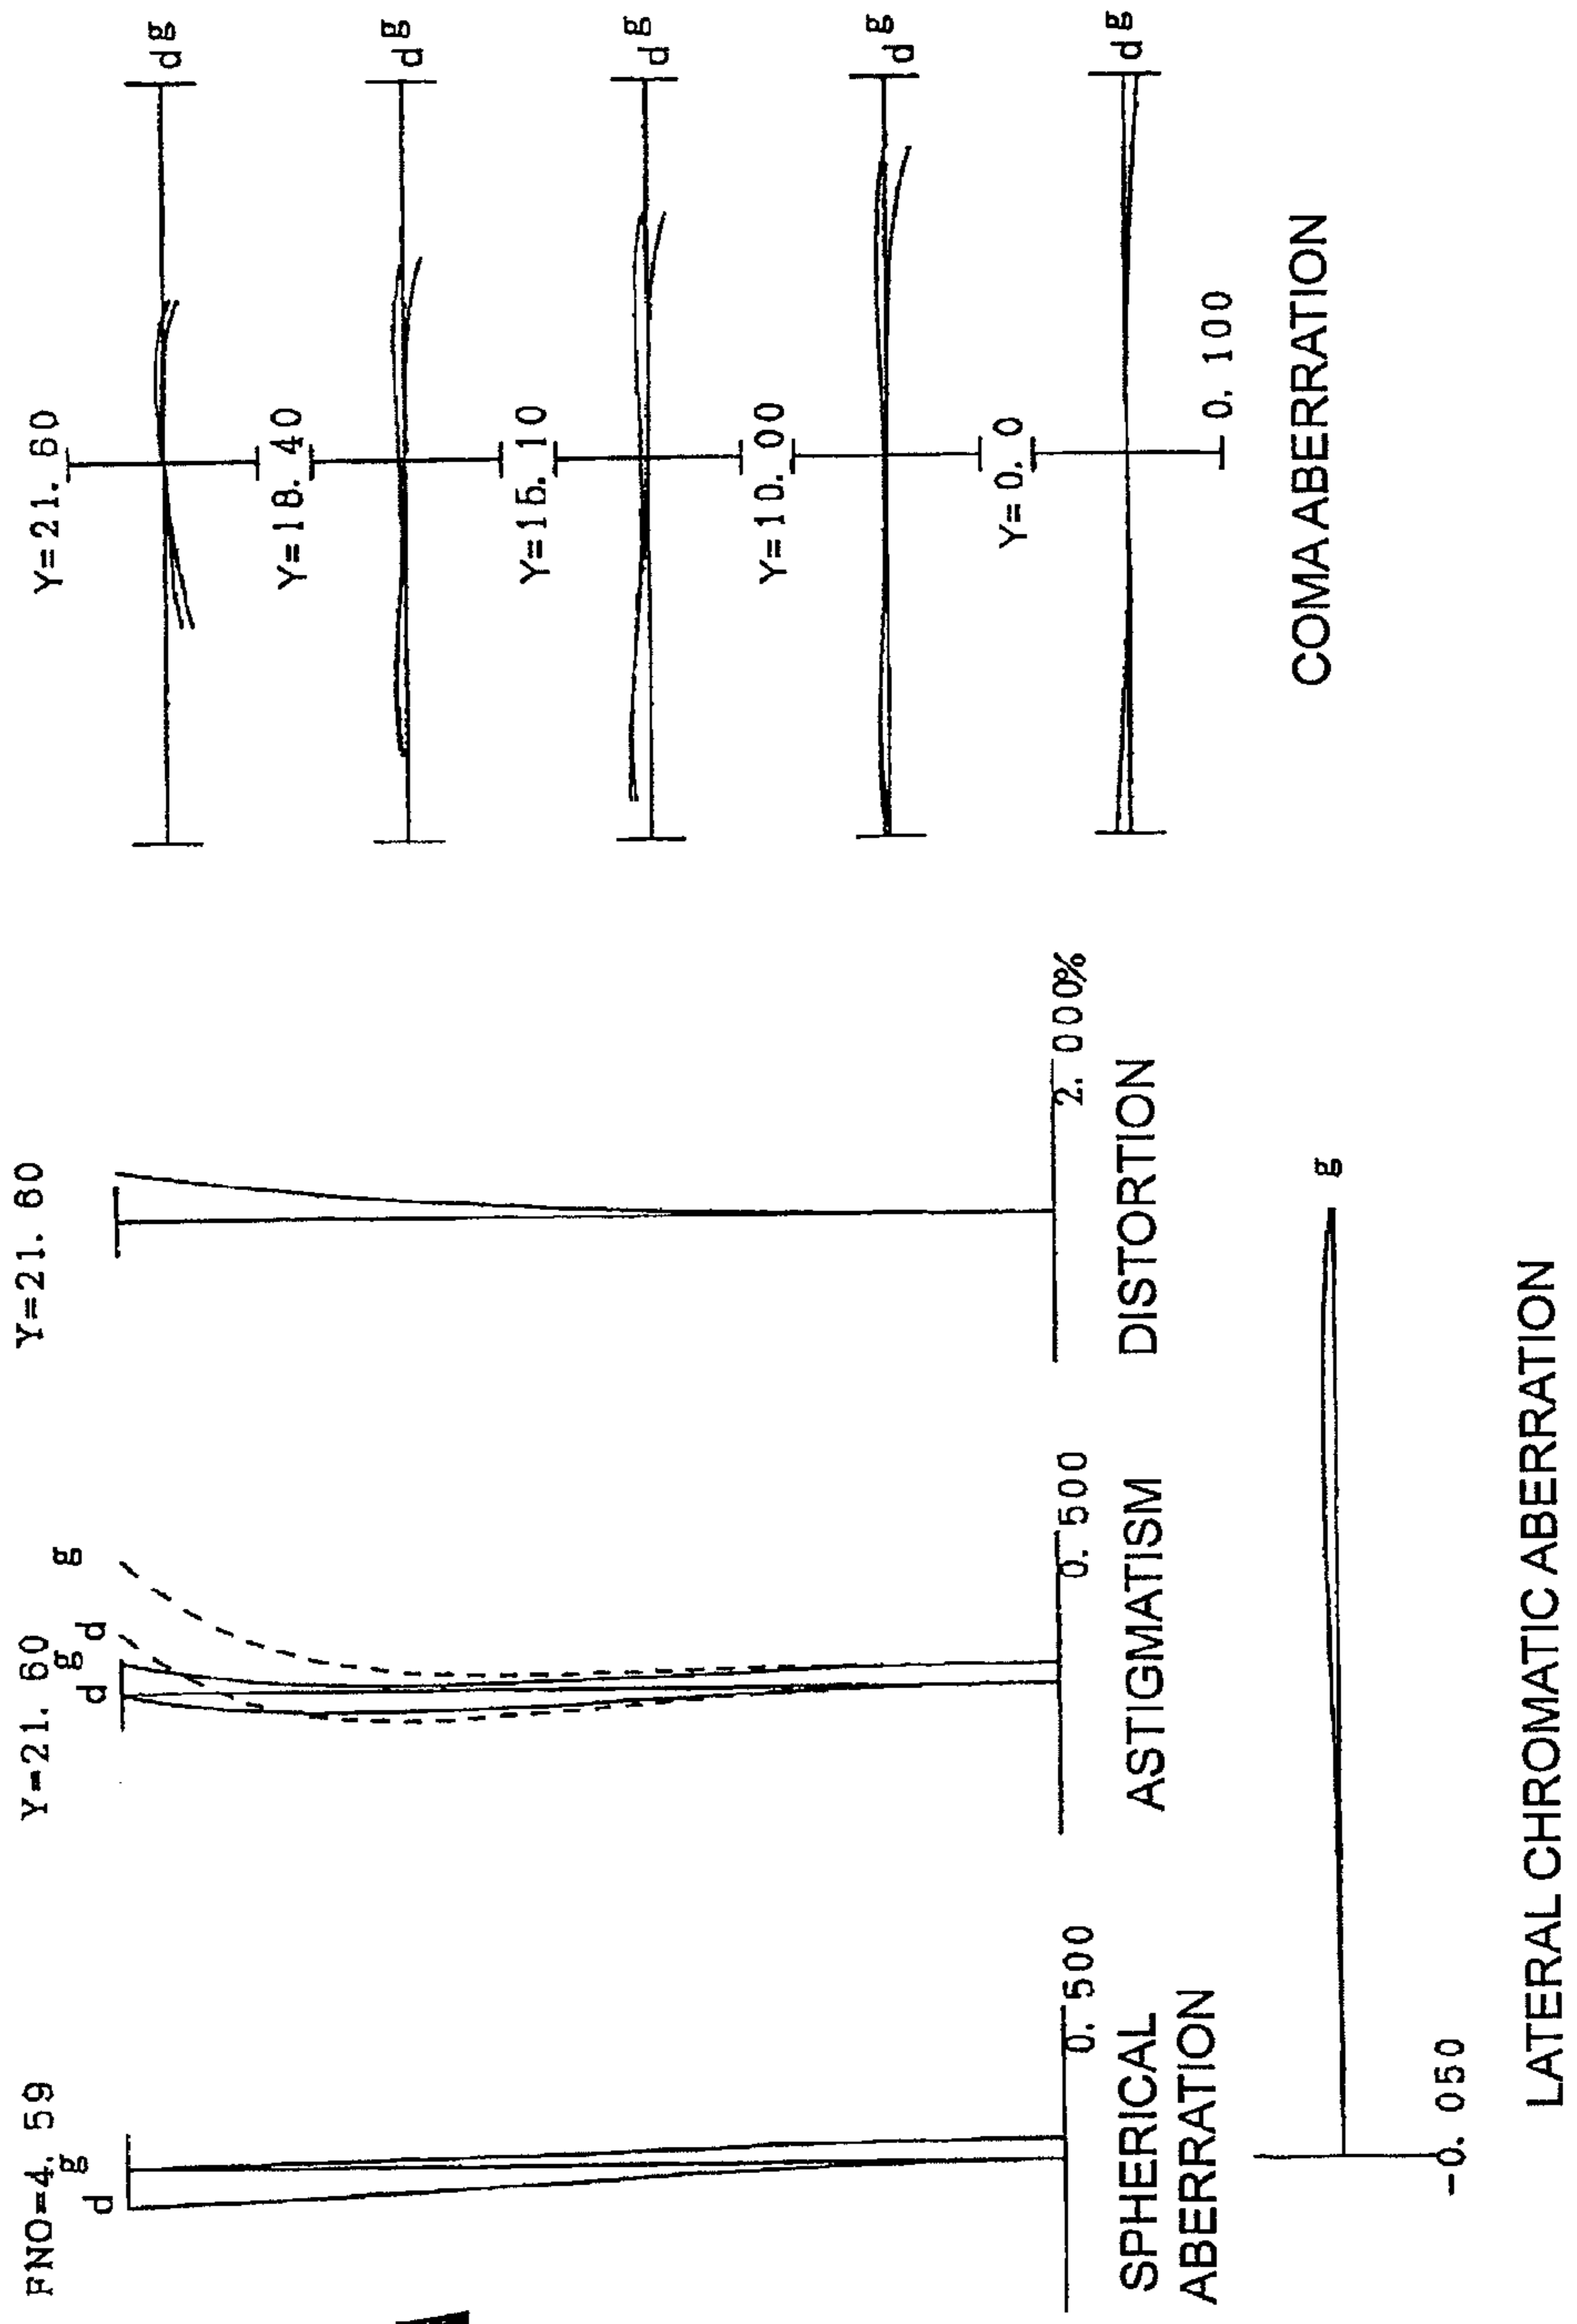 FNO=4. 59
d g
0. 500
SPHERICAL
ABERRATION
Y=21. 60
d g d g
0. 500
ASTIGMATISM
Y=21. 60
2. 000%
DISTORTION
Y=21. 60
d g
Y=18. 40
d g
Y=15. 10
d g
Y=10. 00
d g
Y=0. 0
d g
0. 100
COMA ABERRATION
g
-0. 050
LATERAL CHROMATIC ABERRATION